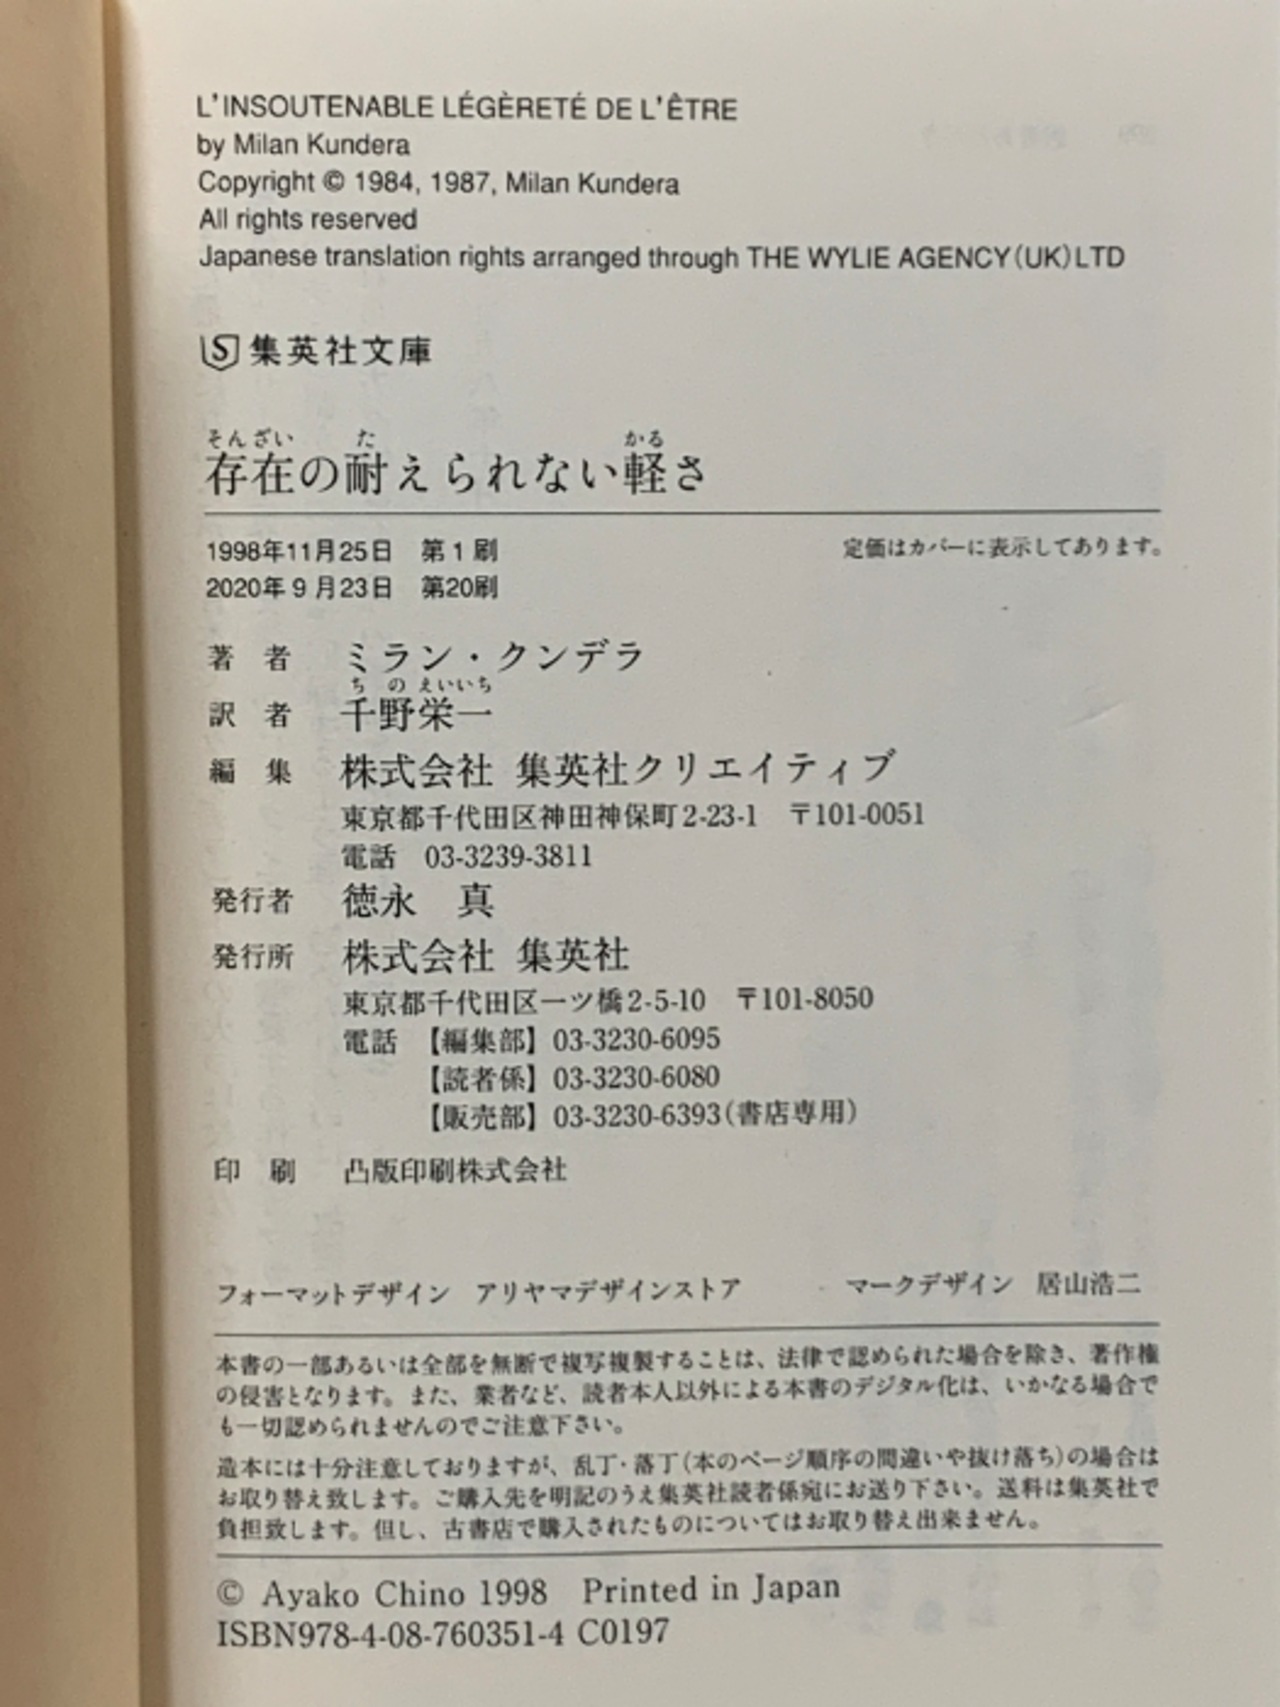 L'INSOUTENABLE LÉGÈRETÉ DE L'ÊTRE
by Milan Kundera
Copyright © 1984, 1987, Milan Kundera
All rights reserved
Japanese translation rights arranged through THE WYLIE AGENCY(UK)LTD
S 集英社文庫
そんざい た かる
存在の耐えられない軽さ
1998年11月25日 第1刷 定価はカバーに表示してあります。
2020年9月23日 第20刷
著 者 ミラン・クンデラ
ちのえいいち
訳 者 千野栄一
編 集 株式会社 集英社クリエイティブ
東京都千代田区神田神保町2-23-1 〒101-0051
電話 03-3239-3811
発行者 徳永 真
発行所 株式会社 集英社
東京都千代田区一ツ橋2-5-10 〒101-8050
電話 【編集部】03-3230-6095
【読者係】03-3230-6080
【販売部】03-3230-6393(書店専用)
印 刷 凸版印刷株式会社
フォーマットデザイン アリヤマデザインストア マークデザイン 居山浩二
本書の一部あるいは全部を無断で複写複製することは、法律で認められた場合を除き、著作権
の侵害となります。また、業者など、読者本人以外による本書のデジタル化は、いかなる場合で
も一切認められませんのでご注意下さい。
造本には十分注意しておりますが、乱丁・落丁(本のページ順序の間違いや抜け落ち)の場合は
お取り替え致します。ご購入先を明記のうえ集英社読者係宛にお送り下さい。送料は集英社で
負担致します。但し、古書店で購入されたものについてはお取り替え出来ません。
© Ayako Chino 1998 Printed in Japan
ISBN978-4-08-760351-4 C0197